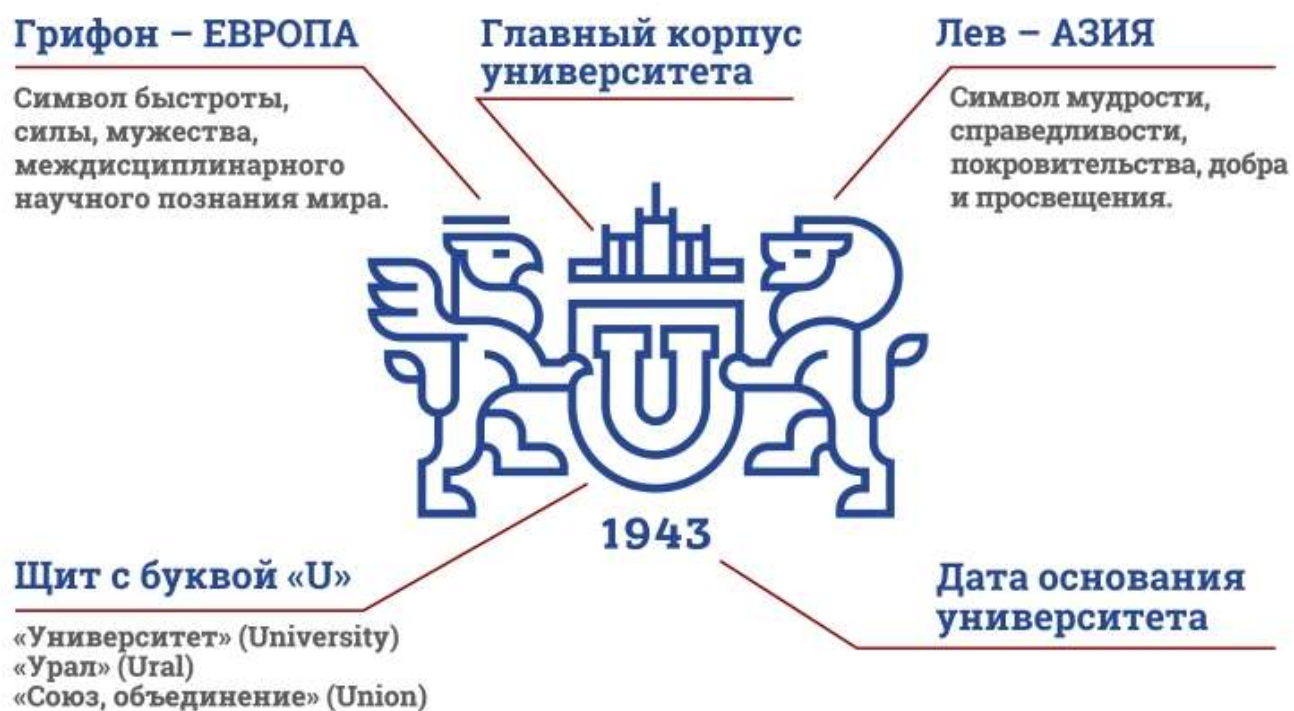 Грифон – ЕВРОПА
Символ быстроты,
силы, мужества,
междисциплинарного
научного познания мира.
Главный корпус
университета
Лев – АЗИЯ
Символ мудрости,
справедливости,
покровительства, добра
и просвещения.
U
1943
Щит с буквой «U»
«Университет» (University)
«Урал» (Ural)
«Союз, объединение» (Union)
Дата основания
университета